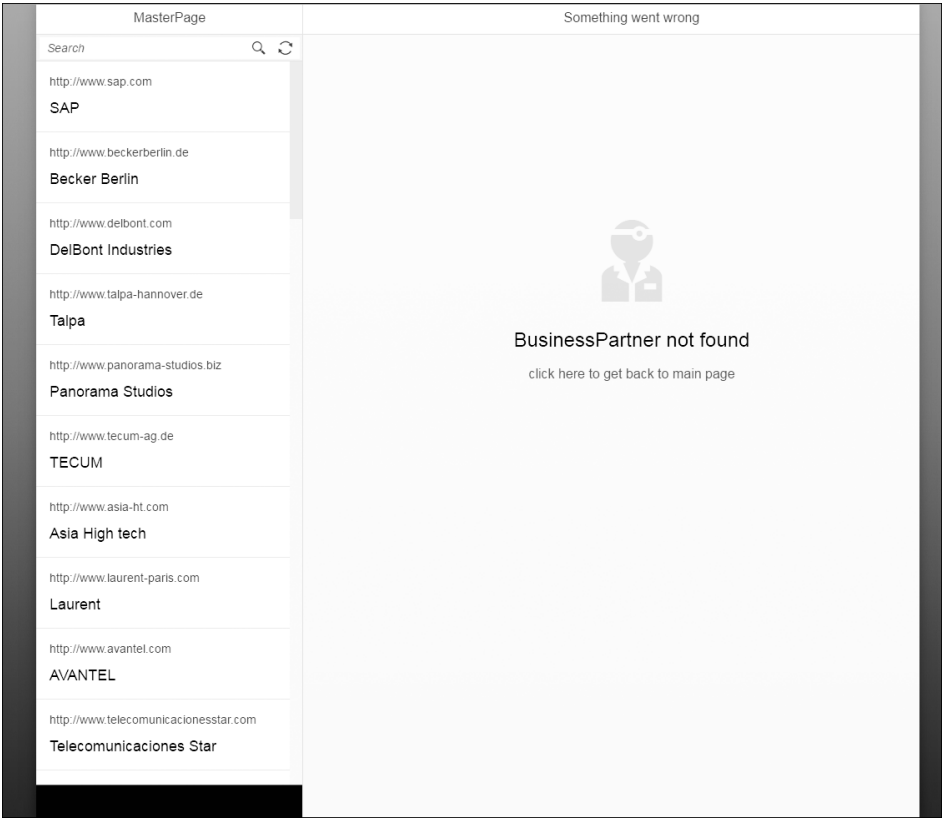 MasterPage
Something went wrong
Search
http://www.sap.com
SAP
http://www.beckerberlin.de
Becker Berlin
http://www.delbont.com
DelBont Industries
http://www.talpa-hannover.de
Talpa
http://www.panorama-studios.biz
Panorama Studios
http://www.tecum-ag.de
TECUM
http://www.asia-ht.com
Asia High tech
http://www.laurent-paris.com
Laurent
http://www.avantel.com
AVANTEL
http://www.telecomunicacionesstar.com
Telecomunicaciones Star
BusinessPartner not found
click here to get back to main page